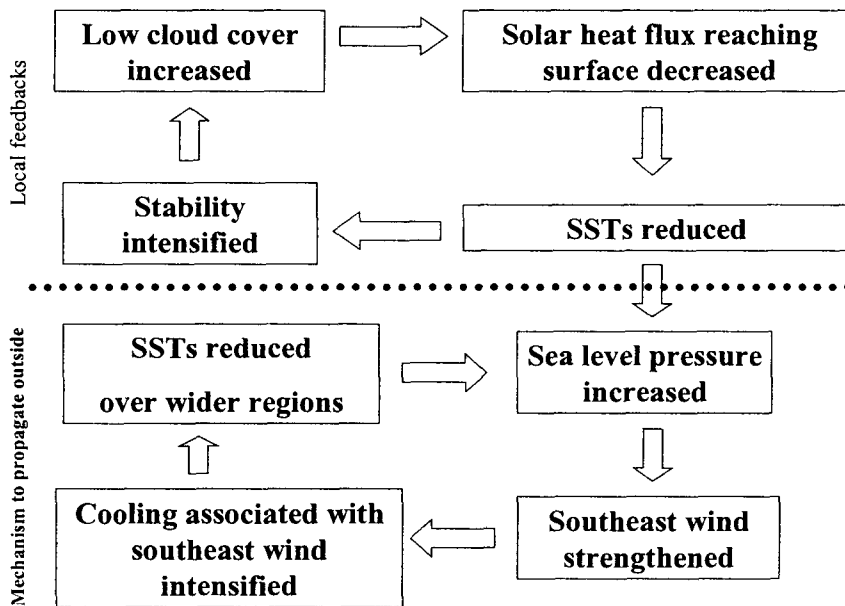 Local feedbacks
Low cloud cover
increased
Solar heat flux reaching
surface decreased
Stability
intensified
SSTs reduced
Mechanism to propagate outside
SSTs reduced
over wider regions
Sea level pressure
increased
Cooling associated with
southeast wind
intensified
Southeast wind
strengthened